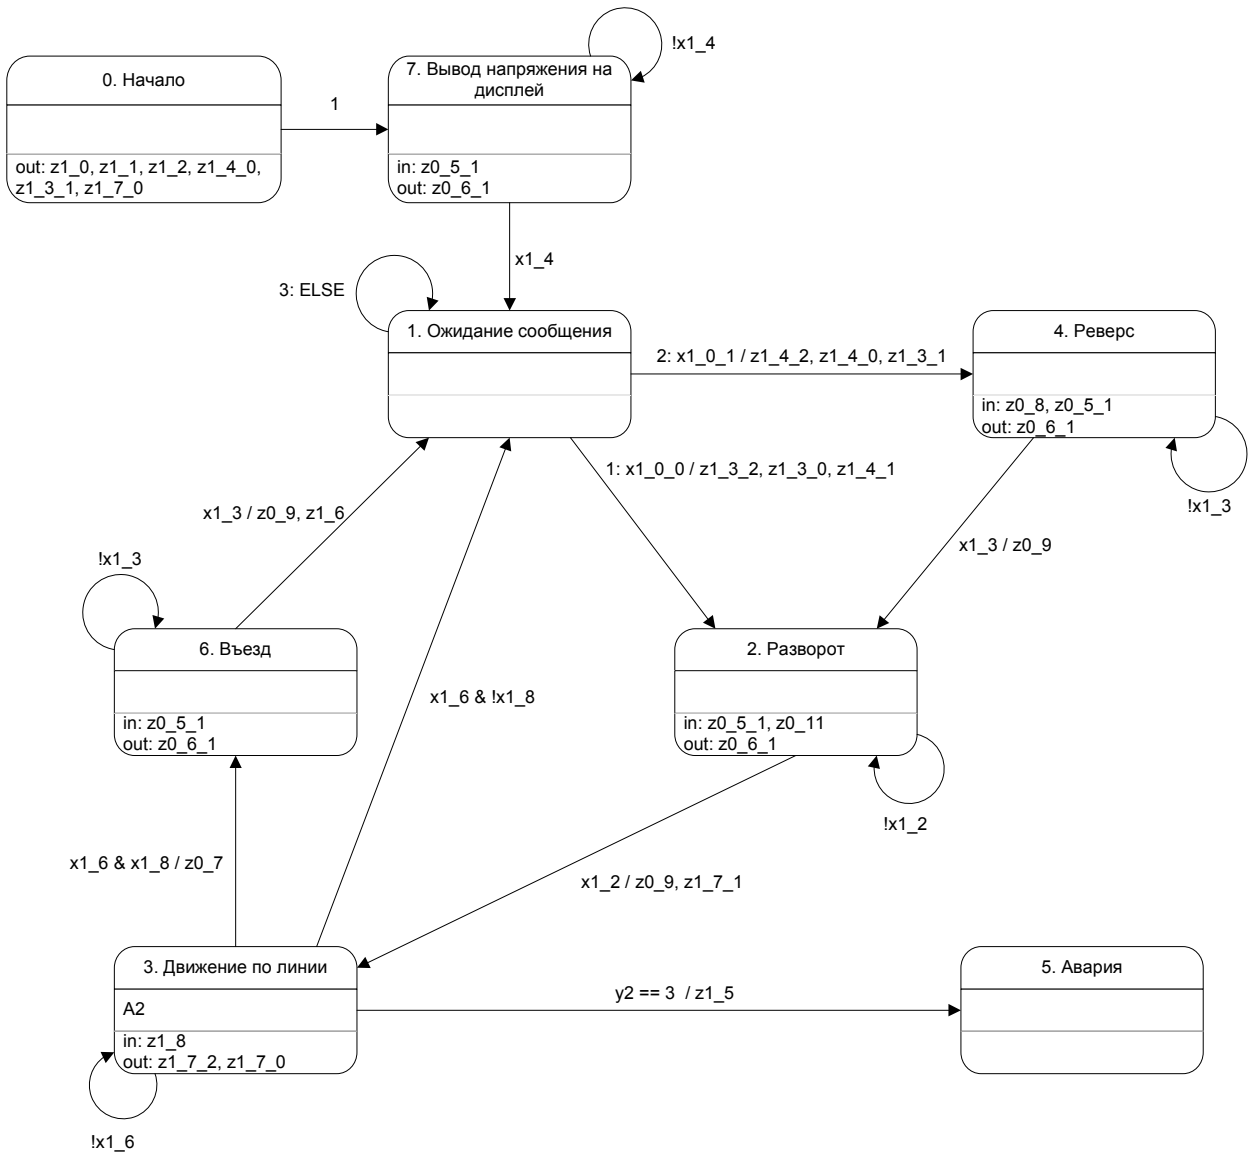 !x1_4
0. Начало
7. Вывод напряжения на
дисплей
1
out: z1_0, z1_1, z1_2, z1_4_0,
z1_3_1, z1_7_0
in: z0_5_1
out: z0_6_1
x1_4
3: ELSE
1. Ожидание сообщения
4. Реверс
2: x1_0_1 / z1_4_2, z1_4_0, z1_3_1
in: z0_8, z0_5_1
out: z0_6_1
1: x1_0_0 / z1_3_2, z1_3_0, z1_4_1
!x1_3
x1_3 / z0_9, z1_6
x1_3 / z0_9
!x1_3
6. Въезд
2. Разворот
x1_6 & !x1_8
in: z0_5_1
out: z0_6_1
in: z0_5_1, z0_11
out: z0_6_1
!x1_2
x1_6 & x1_8 / z0_7
x1_2 / z0_9, z1_7_1
3. Движение по линии
5. Авария
y2 == 3 / z1_5
A2
in: z1_8
out: z1_7_2, z1_7_0
!x1_6